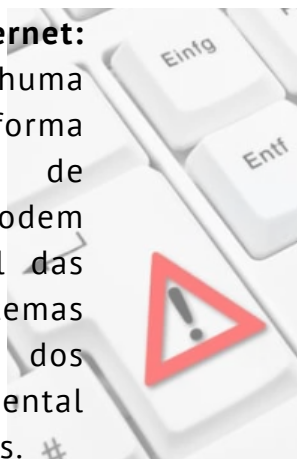 ernet:
huma
forma
de
odem
l das
emas
dos
ental
s.
Einfg
Entf
#